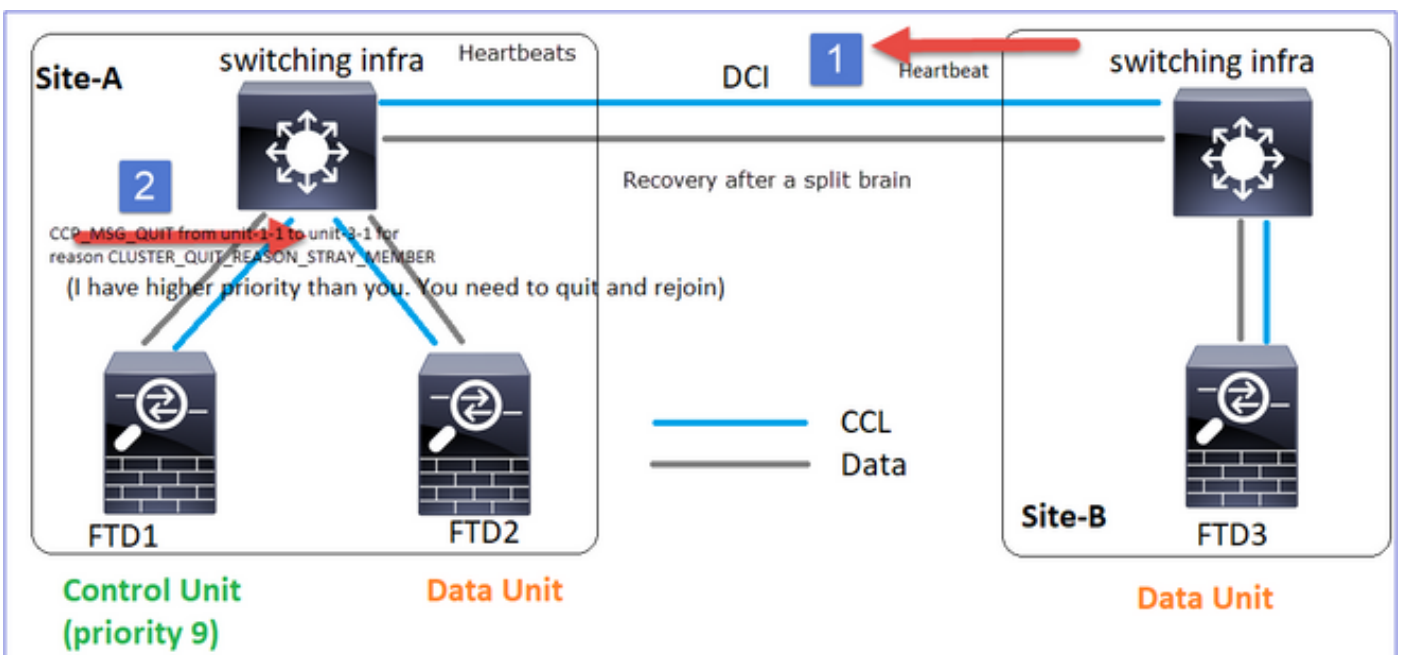 switching infra
Heartbeats
Site-A
DCI
1
Heartbeat
switching infra
2
Recovery after a split brain
CCP_MSG_QUIT from unit-1-1 to unit-3-1 for
reason CLUSTER_QUIT_REASON_STRAY_MEMBER
(I have higher priority than you. You need to quit and rejoin)
CCL
Data
FTD1
FTD2
Site-B
FTD3
Control Unit
(priority 9)
Data Unit
Data Unit